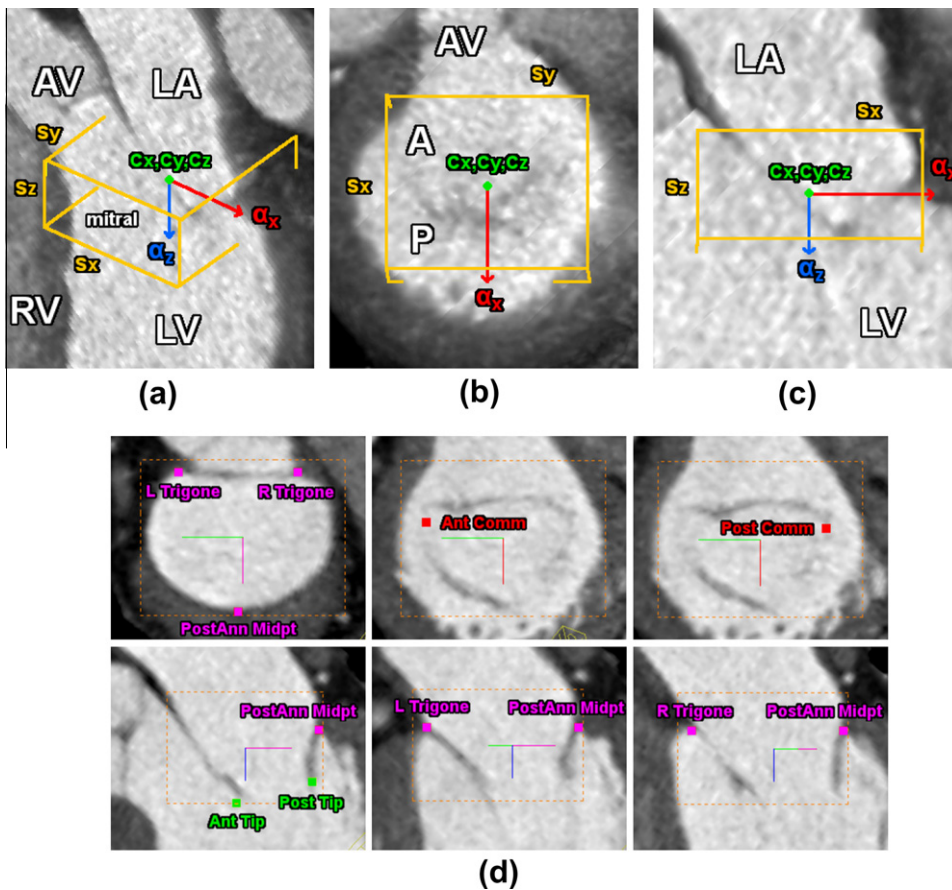 AV
LA
Sy
Cx,Cy,Cz
Sz
mitral
αx
αz
Sx
RV
LV
(a)
AV
Sy
A
Cx,Cy,Cz
Sx
P
αx
(b)
LA
Sx
Cx,Cy,Cz
αx
Sz
αz
LV
(c)
L Trigone R Trigone
PostAnn Midpt
Ant Comm
Post Comm
PostAnn Midpt
Post Tip
Ant Tip
L Trigone PostAnn Midpt
R Trigone PostAnn Midpt
(d)